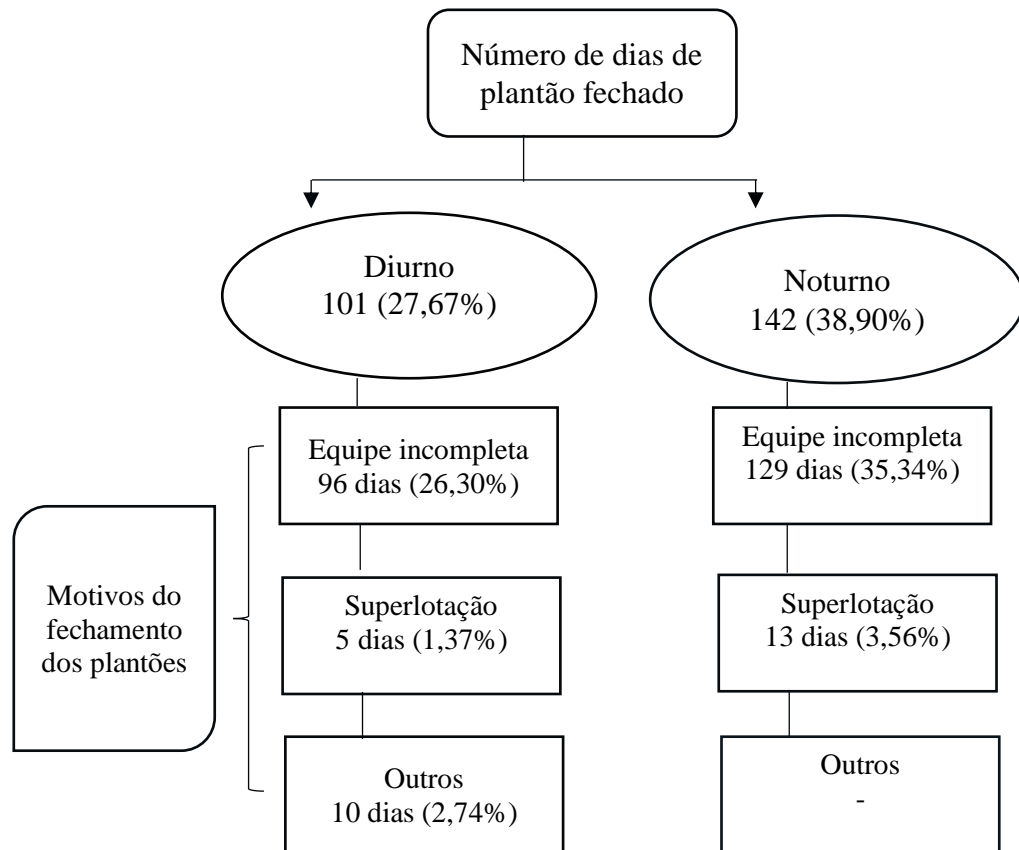 Número de dias de
plantão fechado
Diurno
101 (27,67%)
Noturno
142 (38,90%)
Motivos do
fechamento
dos plantões
Equipe incompleta
96 dias (26,30%)
Equipe incompleta
129 dias (35,34%)
Superlotação
5 dias (1,37%)
Superlotação
13 dias (3,56%)
Outros
10 dias (2,74%)
Outros
-